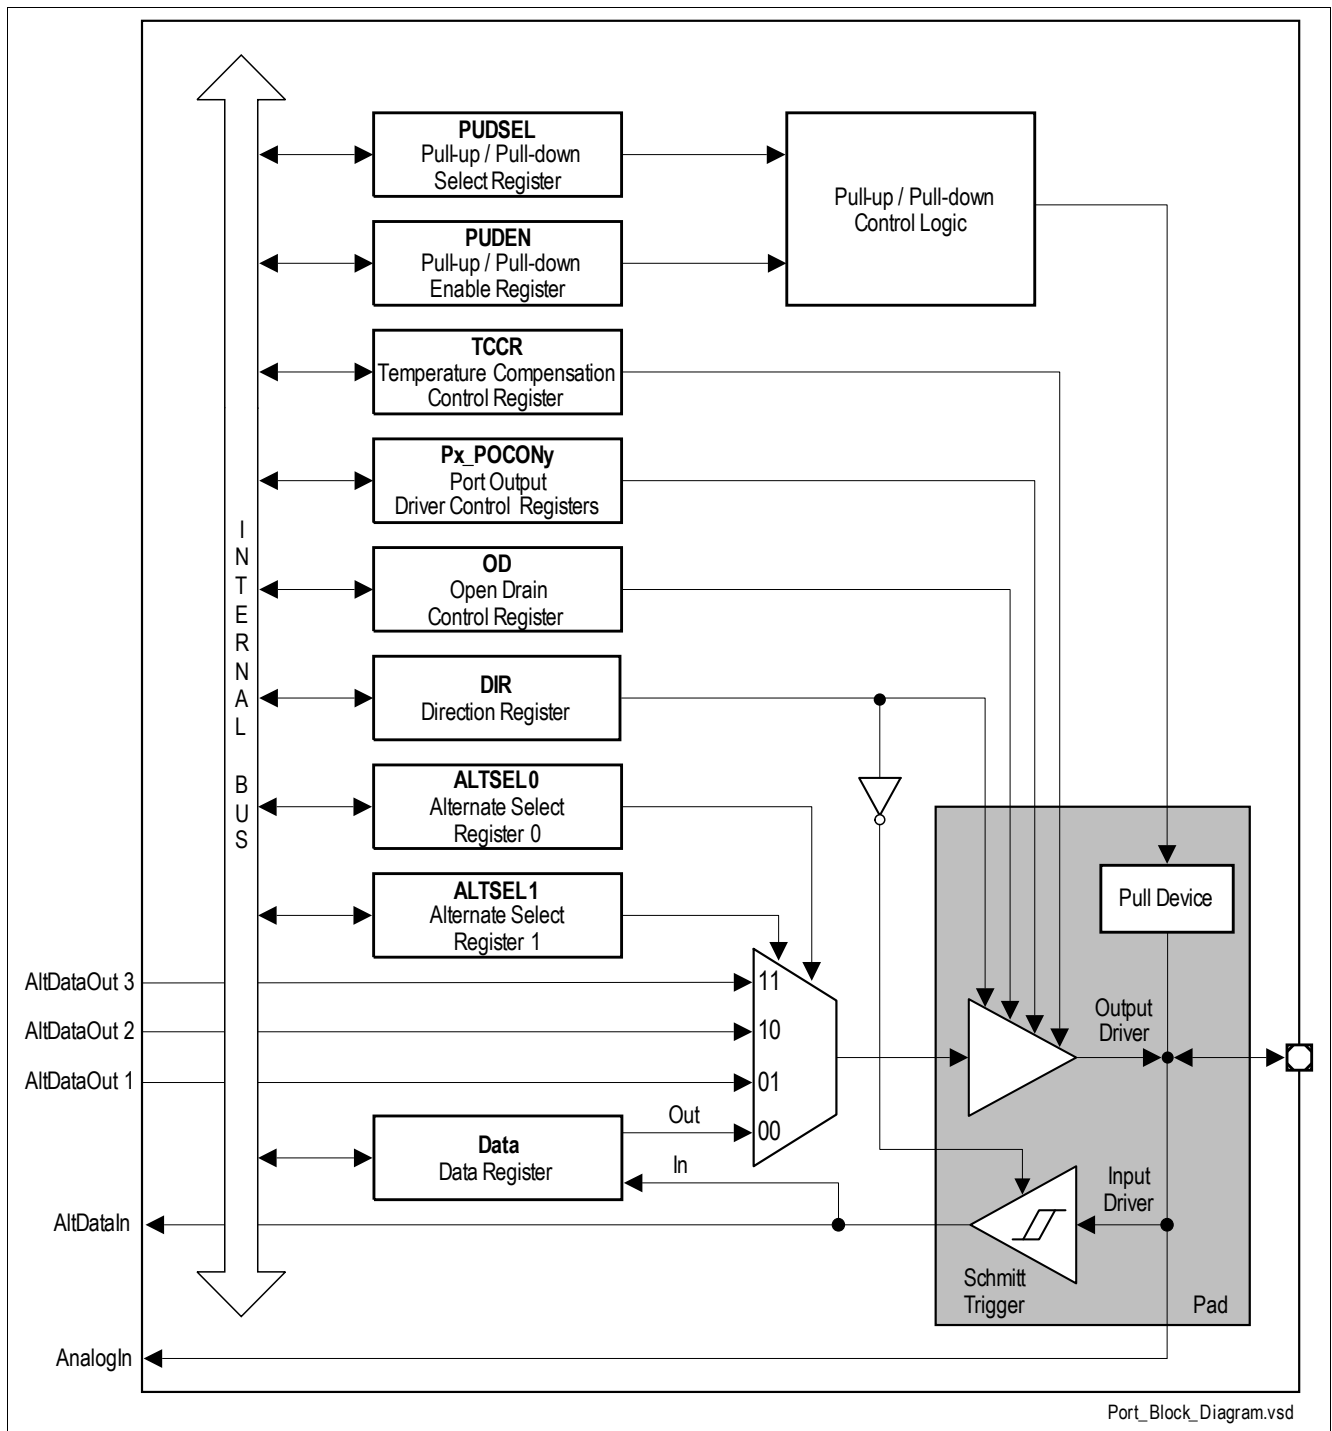 PUDSEL
Pull-up / Pull-down
Select Register
Pull-up / Pull-down
Control Logic
PUDEN
Pull-up / Pull-down
Enable Register
TCCR
Temperature Compensation
Control Register
Px_POCONy
Port Output
Driver Control Registers
INTERNAL BUS
OD
Open Drain
Control Register
DIR
Direction Register
ALTSEL0
Alternate Select
Register 0
ALTSEL1
Alternate Select
Register 1
Pull Device
AltDataOut 3
11
AltDataOut 2
10
AltDataOut 1
01
Output
Driver
Out
00
Data
Data Register
In
Input
Driver
AltDataIn
Schmitt
Trigger
Pad
AnalogIn
Port_Block_Diagram.vsd